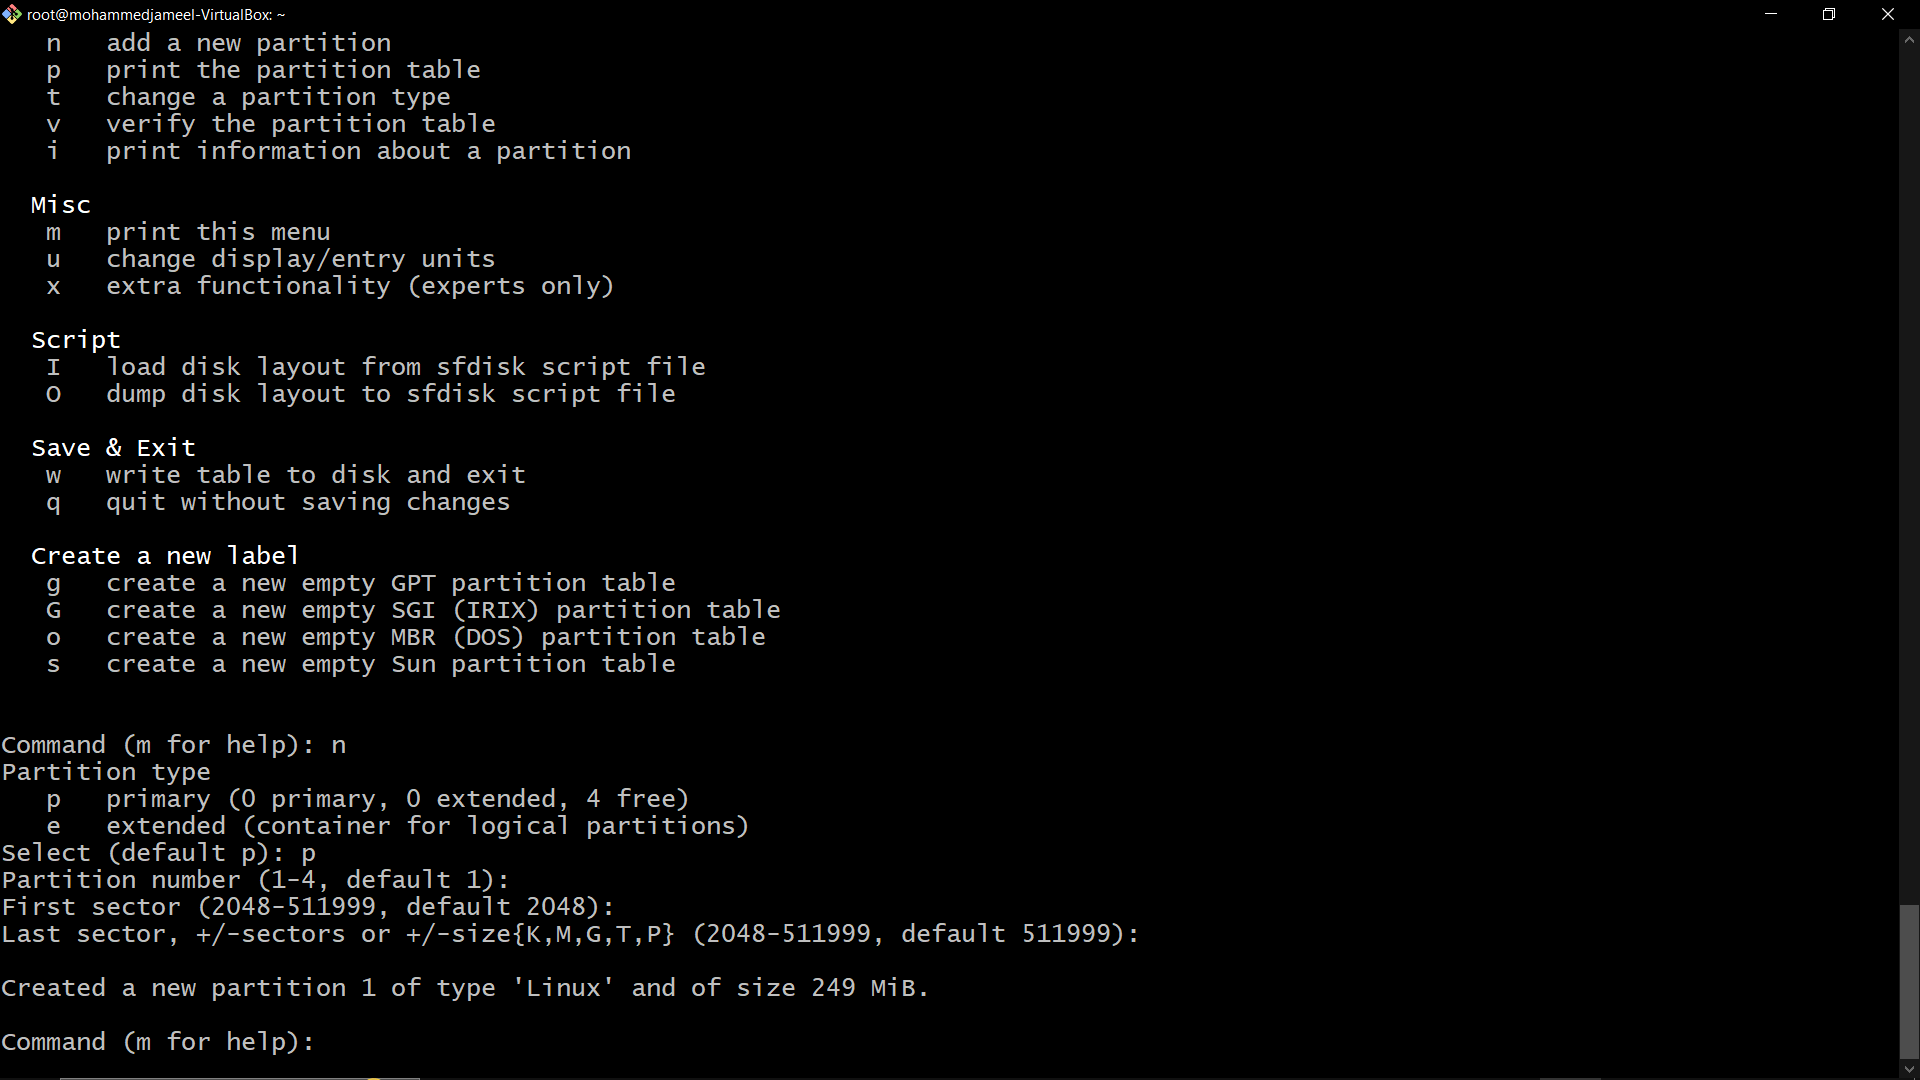 root@mohammedjameel-VirtualBox: ~
n   add a new partition
p   print the partition table
t   change a partition type
v   verify the partition table
i   print information about a partition
Misc
m   print this menu
u   change display/entry units
x   extra functionality (experts only)
Script
I   load disk layout from sfdisk script file
O   dump disk layout to sfdisk script file
Save & Exit
w   write table to disk and exit
q   quit without saving changes
Create a new label
g   create a new empty GPT partition table
G   create a new empty SGI (IRIX) partition table
o   create a new empty MBR (DOS) partition table
s   create a new empty Sun partition table
Command (m for help): n
Partition type
p   primary (0 primary, 0 extended, 4 free)
e   extended (container for logical partitions)
Select (default p): p
Partition number (1-4, default 1):
First sector (2048-511999, default 2048):
Last sector, +/-sectors or +/-size{K,M,G,T,P} (2048-511999, default 511999):
Created a new partition 1 of type 'Linux' and of size 249 MiB.
Command (m for help):